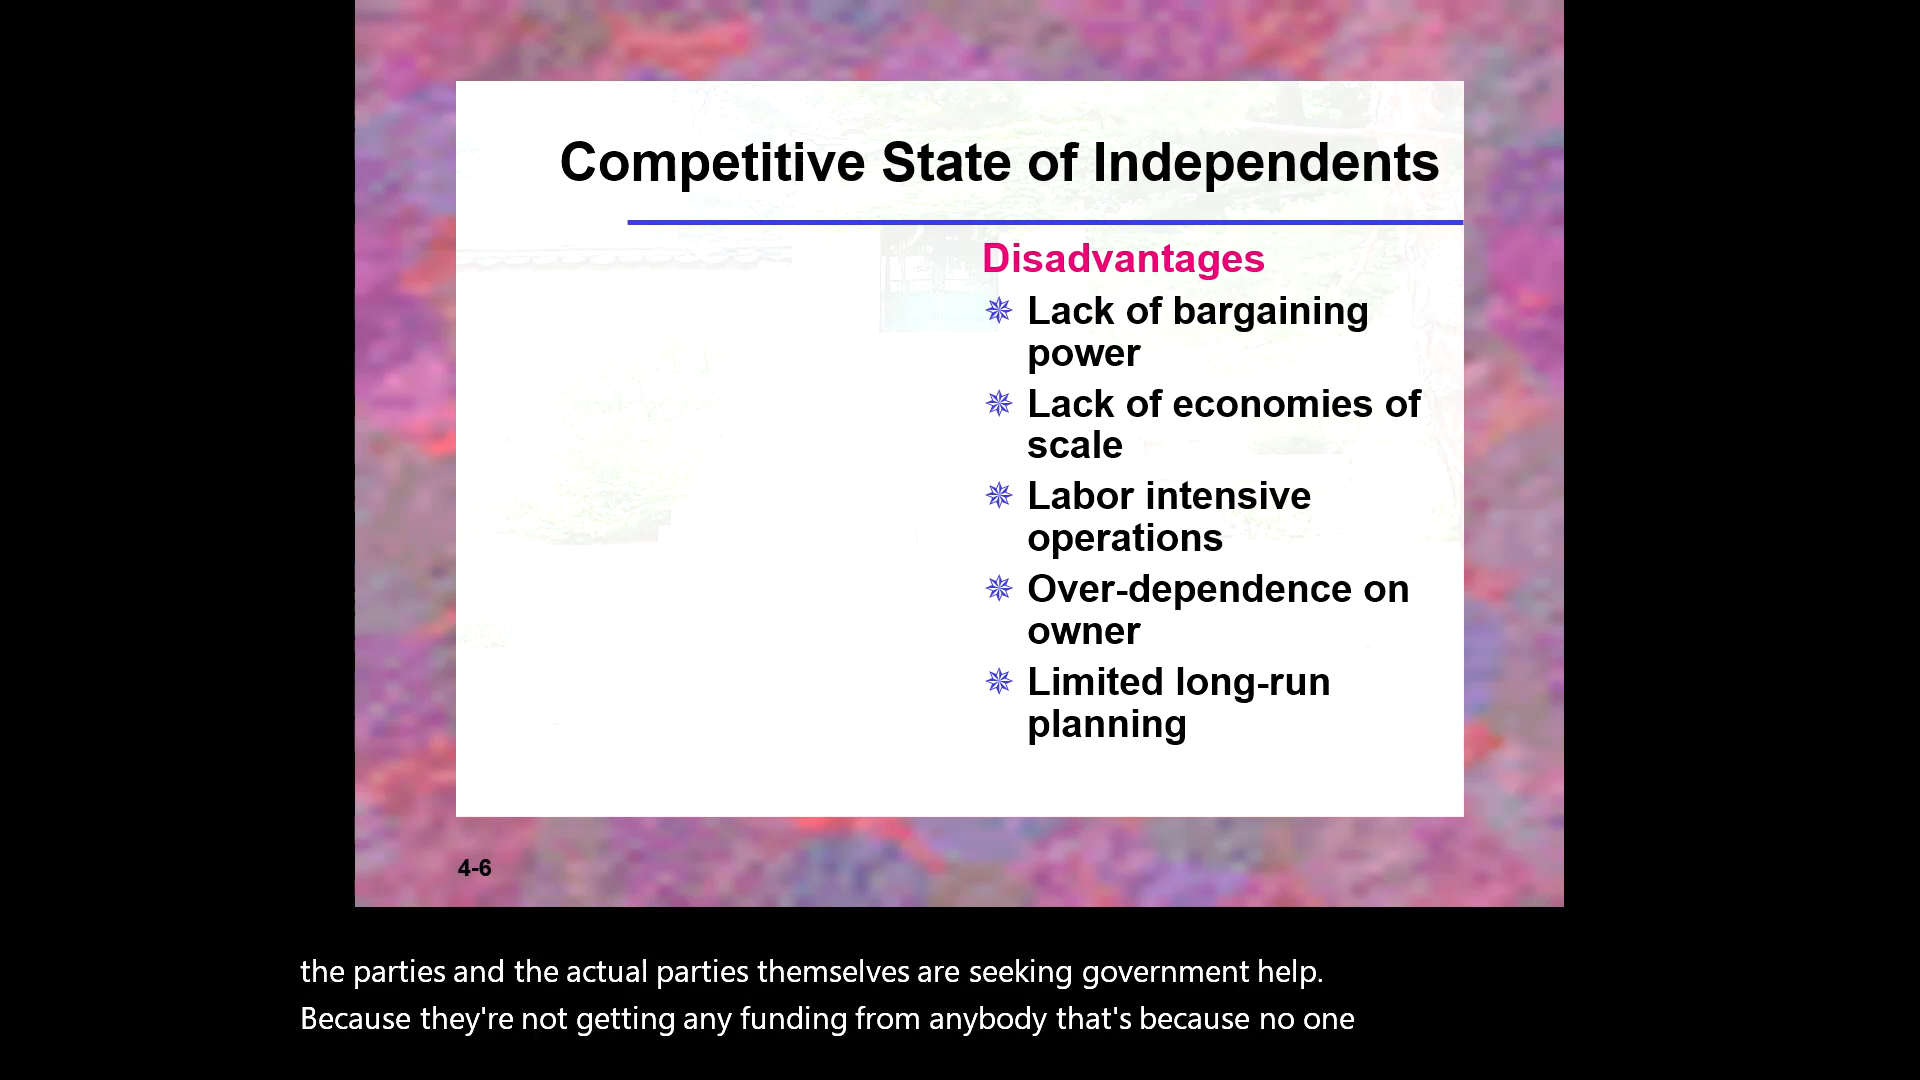 Competitive State of Independents
Disadvantages
Lack of bargaining
power
Lack of economies of
scale
Labor intensive
operations
Over-dependence on
owner
Limited long-run
planning
4-6
the parties and the actual parties themselves are seeking government help.
Because they're not getting any funding from anybody that's because no one